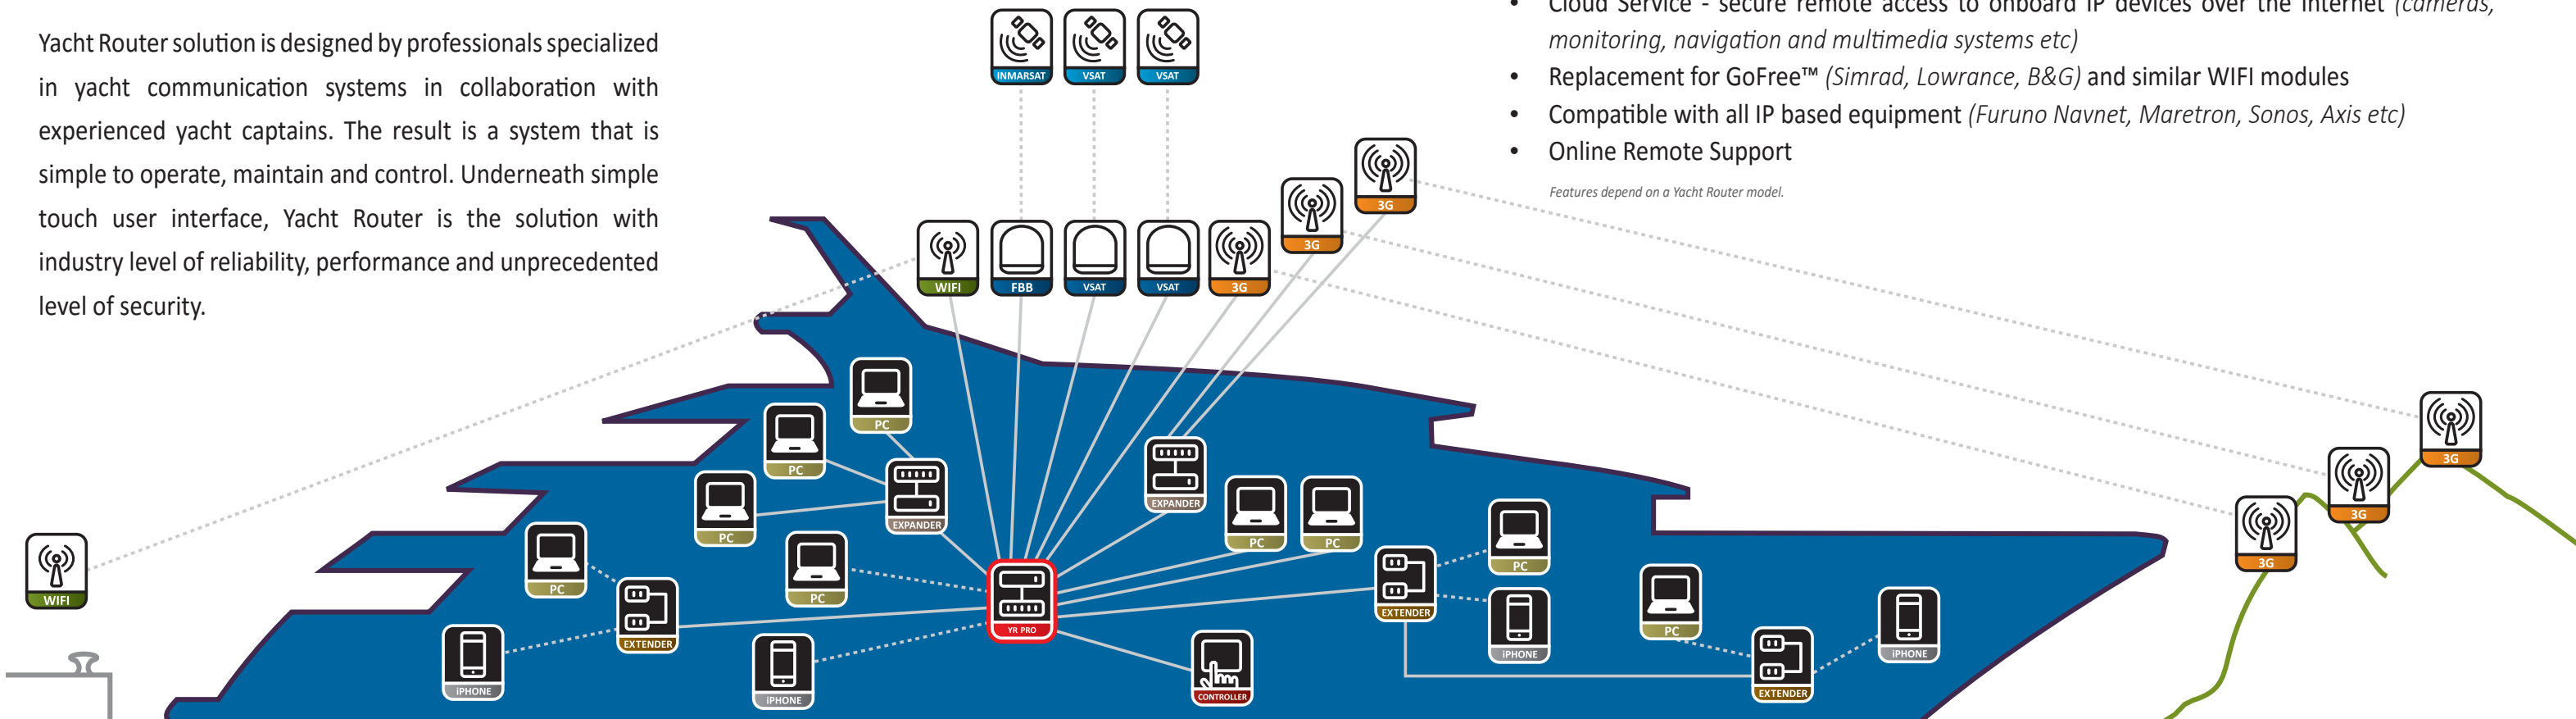 Yacht Router solution is designed by professionals specialized
in yacht communication systems in collaboration with
experienced yacht captains. The result is a system that is
simple to operate, maintain and control. Underneath simple
touch user interface, Yacht Router is the solution with
industry level of reliability, performance and unprecedented
level of security.
• Cloud Service - secure remote access to onboard IP devices over the Internet (cameras,
monitoring, navigation and multimedia systems etc)
• Replacement for GoFree™ (Simrad, Lowrance, B&G) and similar WIFI modules
• Compatible with all IP based equipment (Furuno Navnet, Maretron, Sonos, Axis etc)
• Online Remote Support
Features depend on a Yacht Router model.
INMARSAT
VSAT
VSAT
3G
3G
WIFI
FBB
VSAT
VSAT
3G
PC
PC
PC
EXPANDER
EXPANDER
PC
PC
PC
PC
PC
EXTENDER
iPHONE
iPHONE
YR PRO
CONTROLLER
EXTENDER
iPHONE
PC
EXTENDER
iPHONE
WIFI
3G
3G
3G